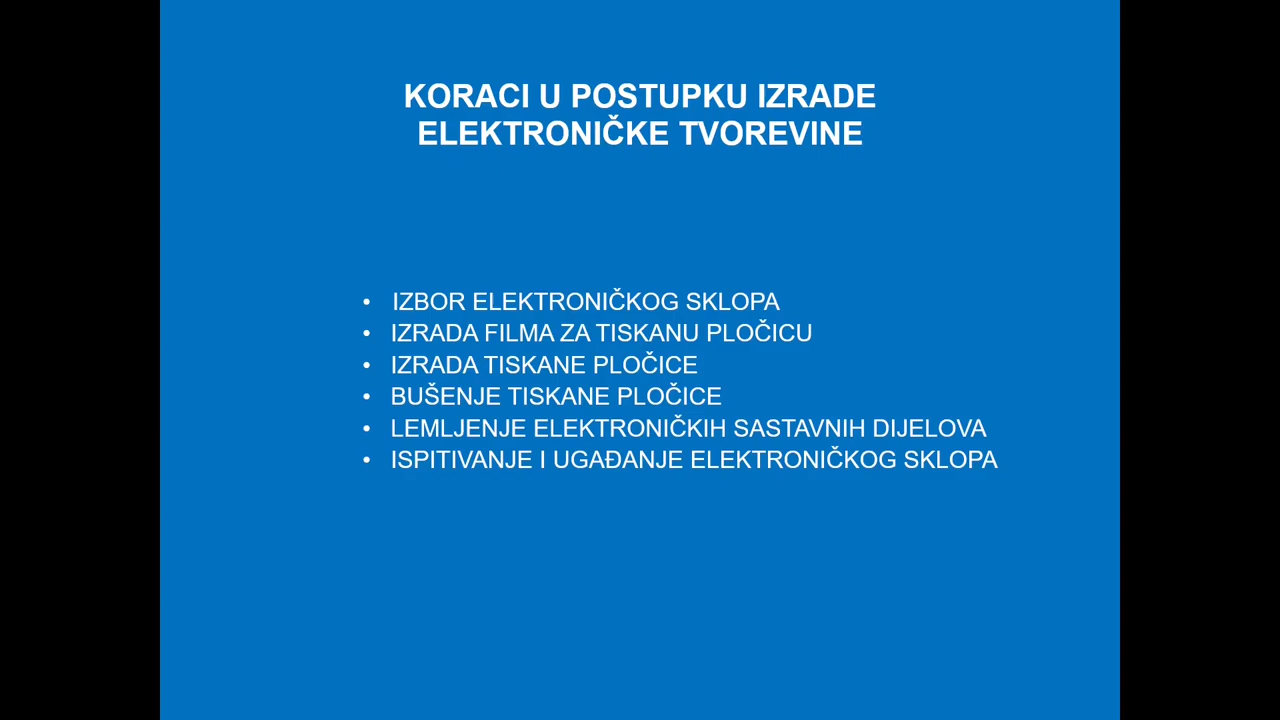 KORACI U POSTUPKU IZRADE
ELEKTRONIČKE TVOREVINE
• IZBOR ELEKTRONIČKOG SKLOPA
• IZRADA FILMA ZA TISKANU PLOČICU
• IZRADA TISKANE PLOČICE
• BUŠENJE TISKANE PLOČICE
• LEMLJENJE ELEKTRONIČKIH SASTAVNIH DIJELOVA
• ISPITIVANJE I UGAĐANJE ELEKTRONIČKOG SKLOPA